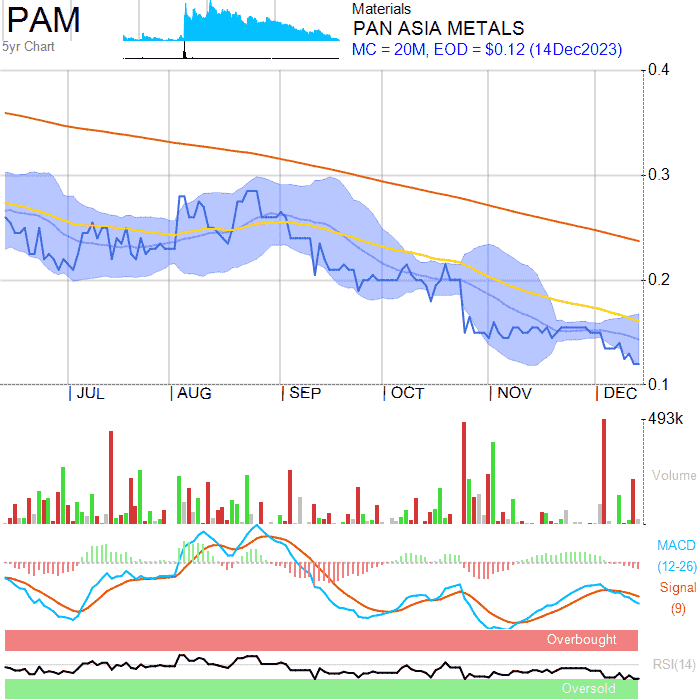 PAM
5yr Chart
Materials
PAN ASIA METALS
MC = 20M, EOD = $0.12 (14Dec2023)
0.4
0.3
0.2
0.1
JUL AUG SEP OCT NOV DEC
493k
Volume
MACD
(12-26)
Signal
(9)
Overbought
RSI(14)
Oversold